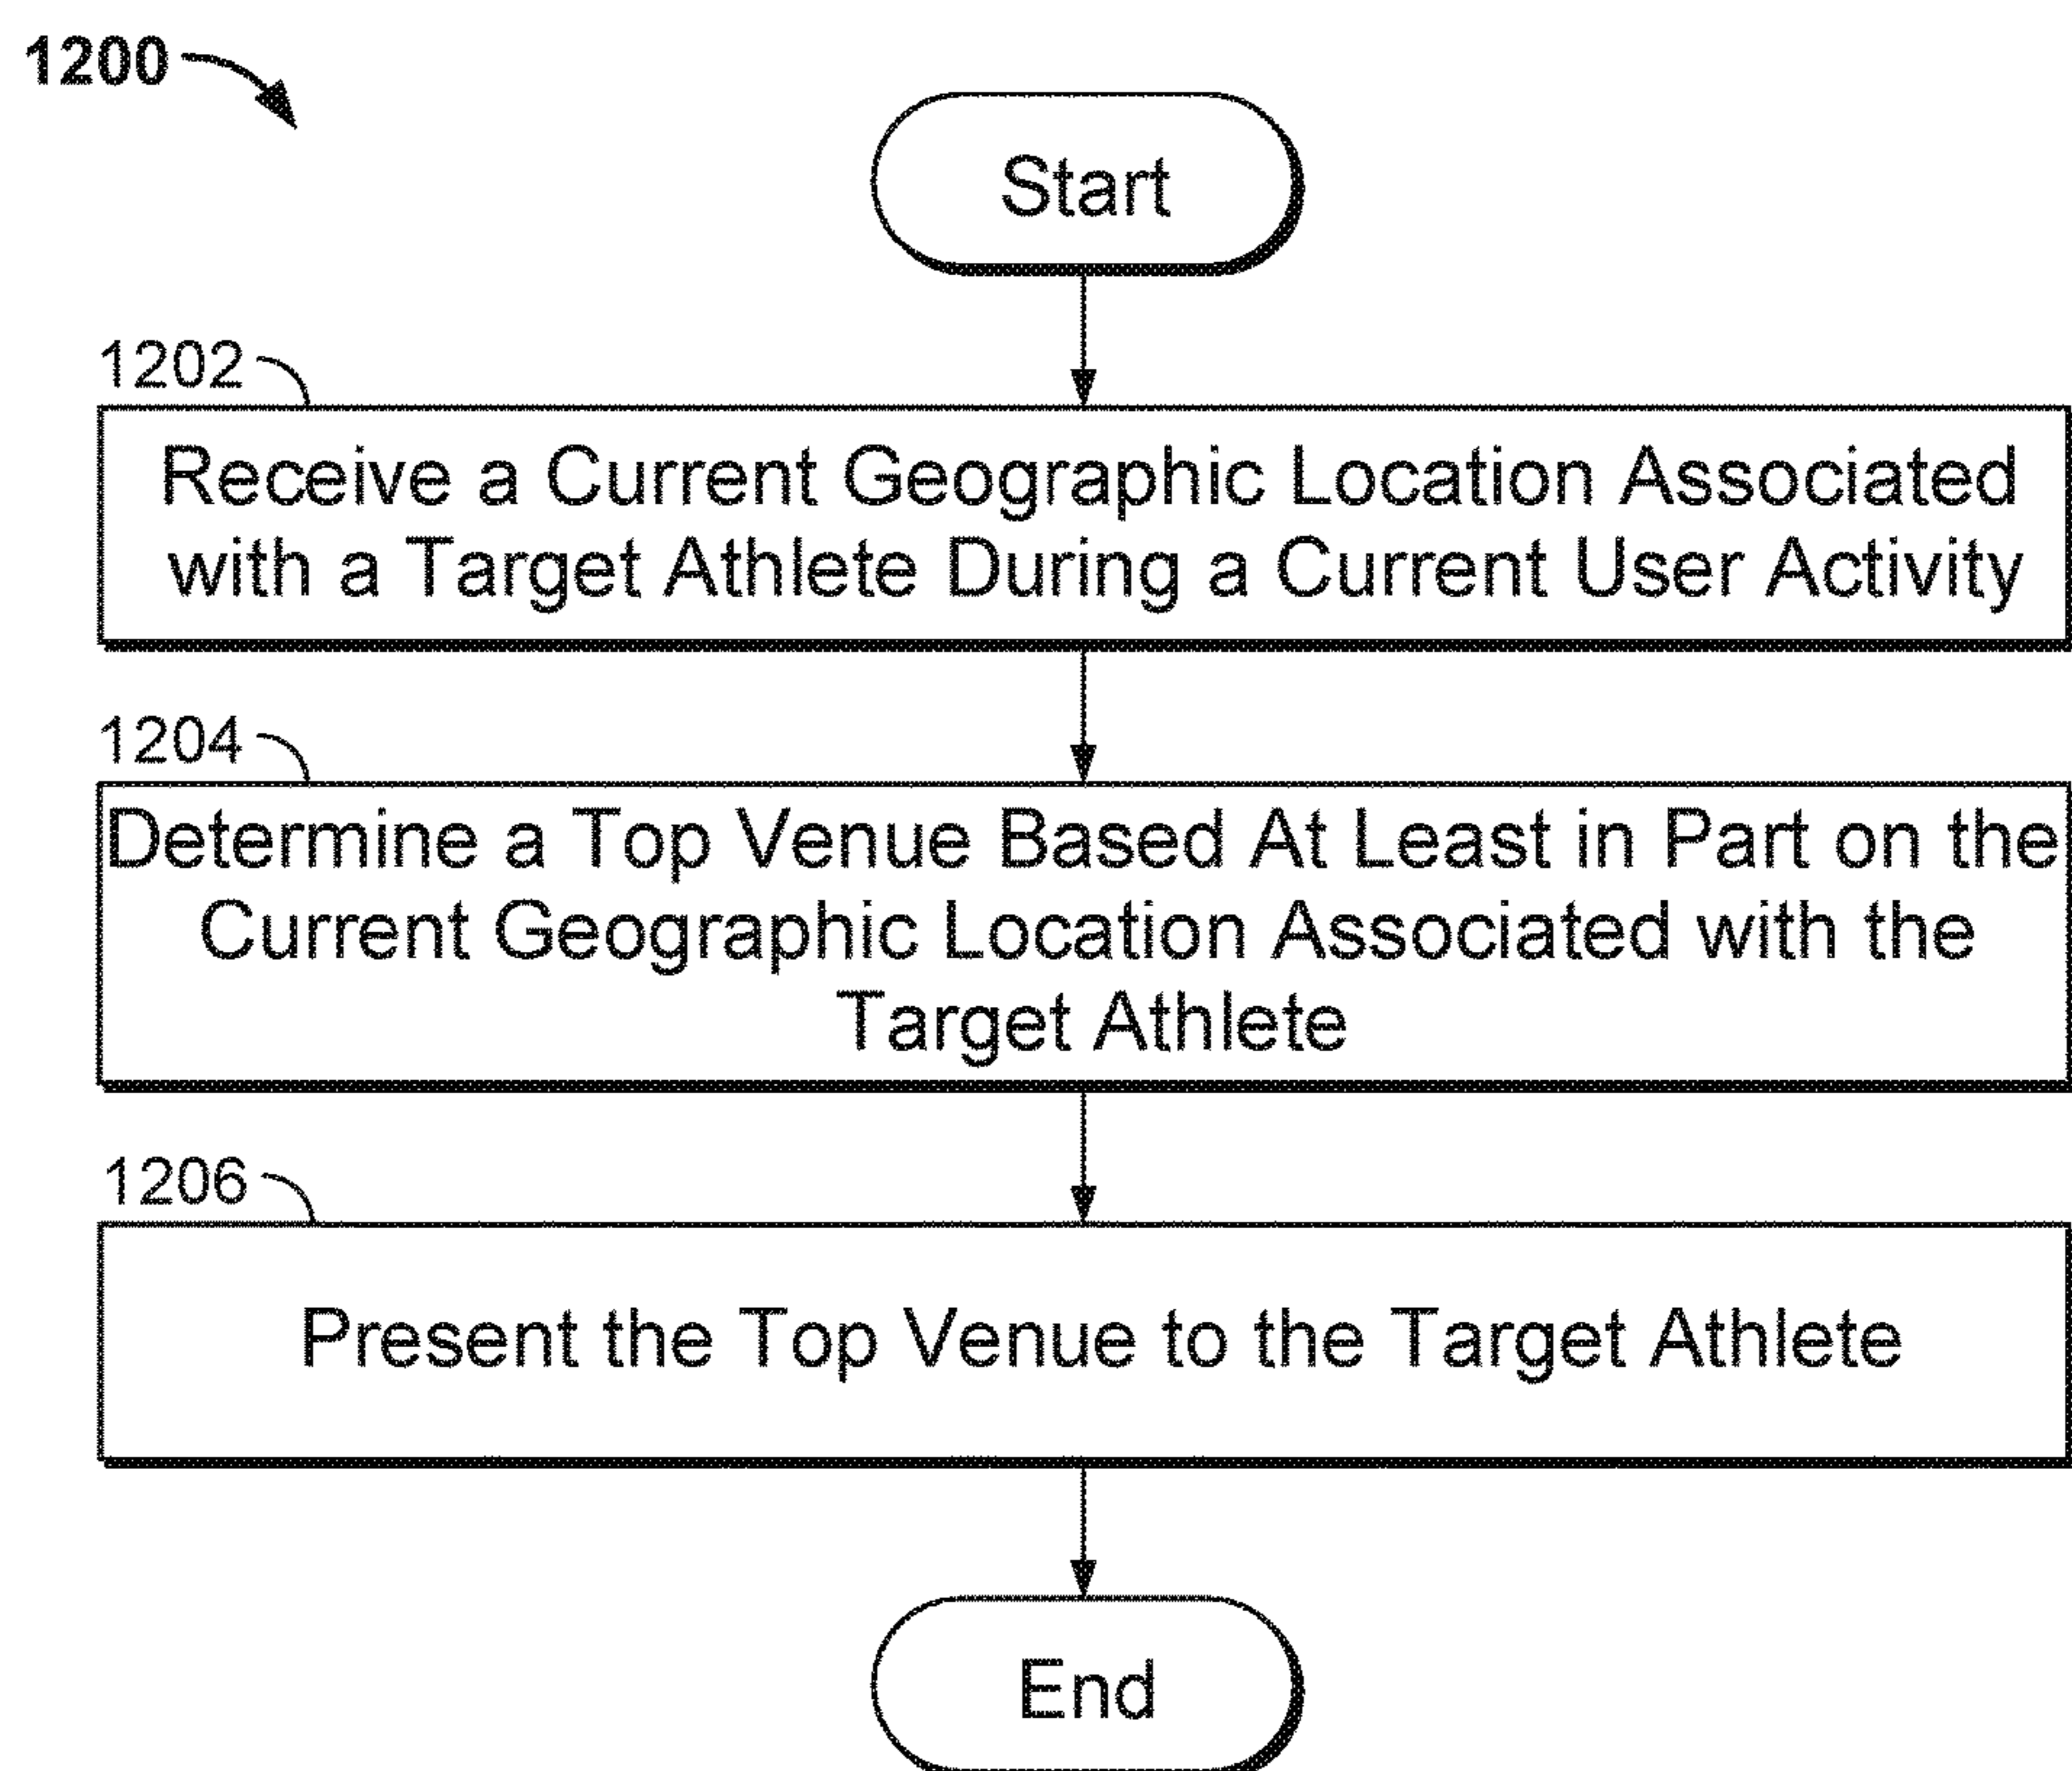 1200
Start
1202
Receive a Current Geographic Location Associated
with a Target Athlete During a Current User Activity
1204
Determine a Top Venue Based At Least in Part on the
Current Geographic Location Associated with the
Target Athlete
1206
Present the Top Venue to the Target Athlete
End